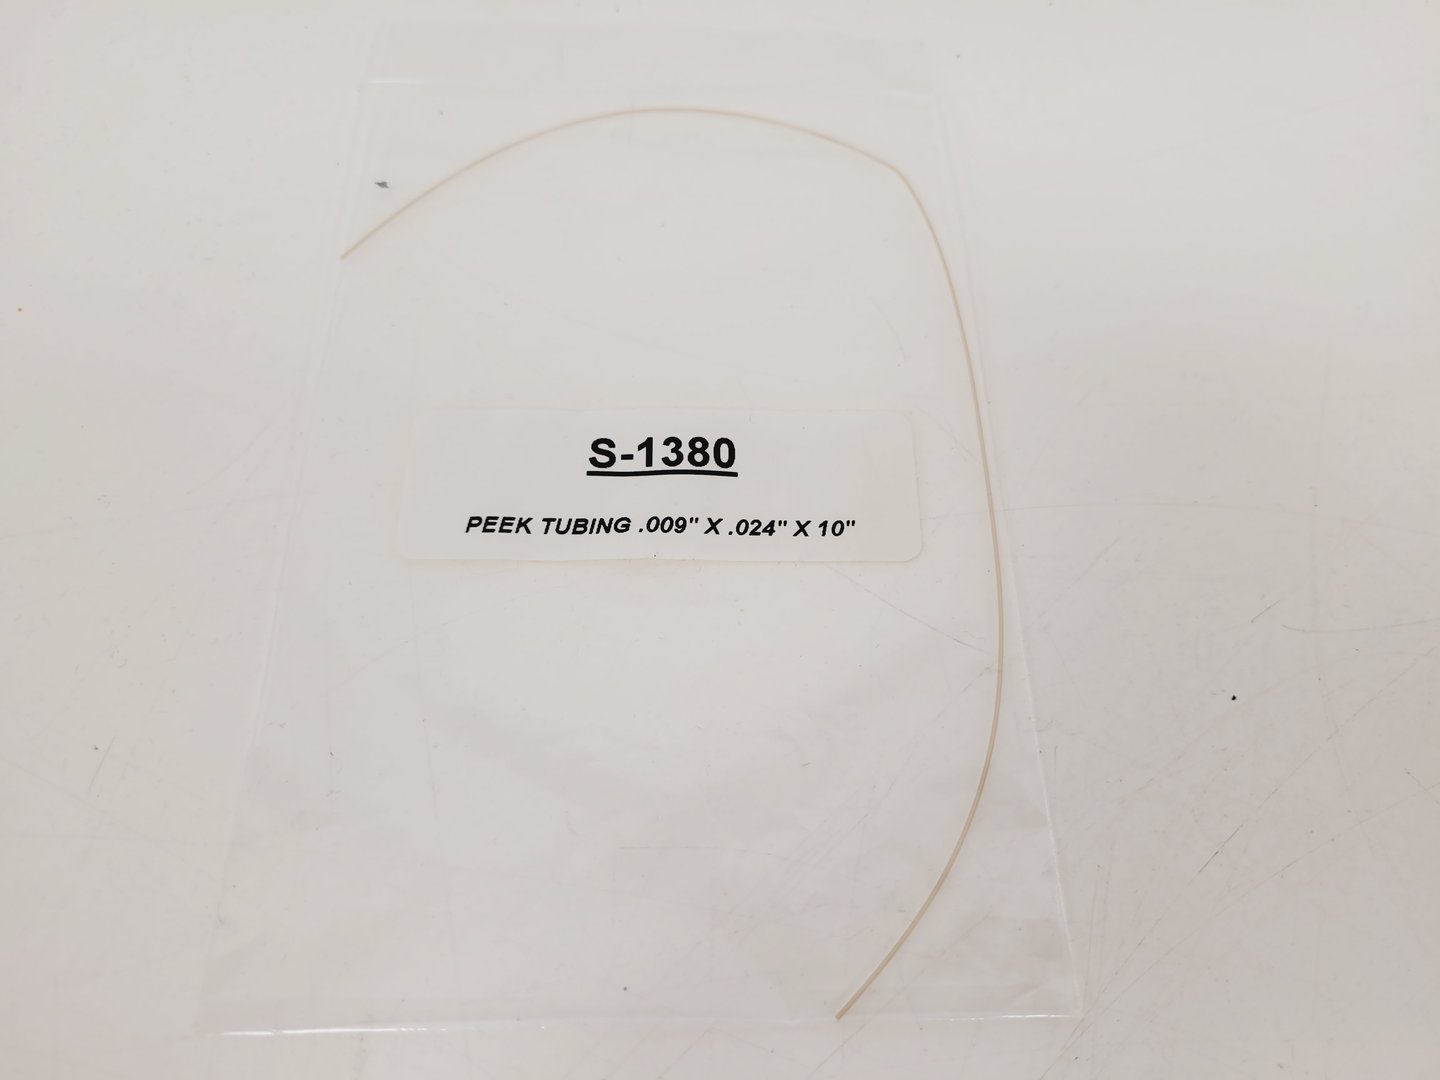 S-1380
PEEK TUBING .009" X .024" X 10"